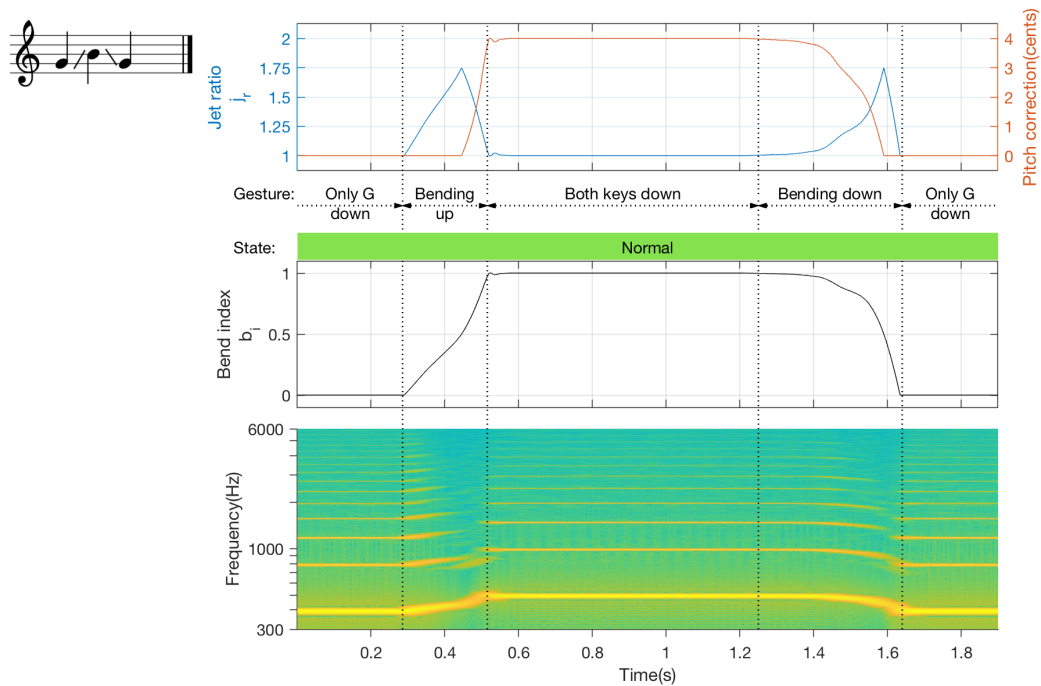 2
1.75
1.5
1.25
1
Jet ratio
j_r
4
3
2
1
0
Pitch correction(cents)
Gesture:
Only G
down
Bending
up
Both keys down
Bending down
Only G
down
State:
Normal
1
0.5
0
Bend index
b_i
6000
1000
300
Frequency(Hz)
0.2 0.4 0.6 0.8 1 1.2 1.4 1.6 1.8
Time(s)